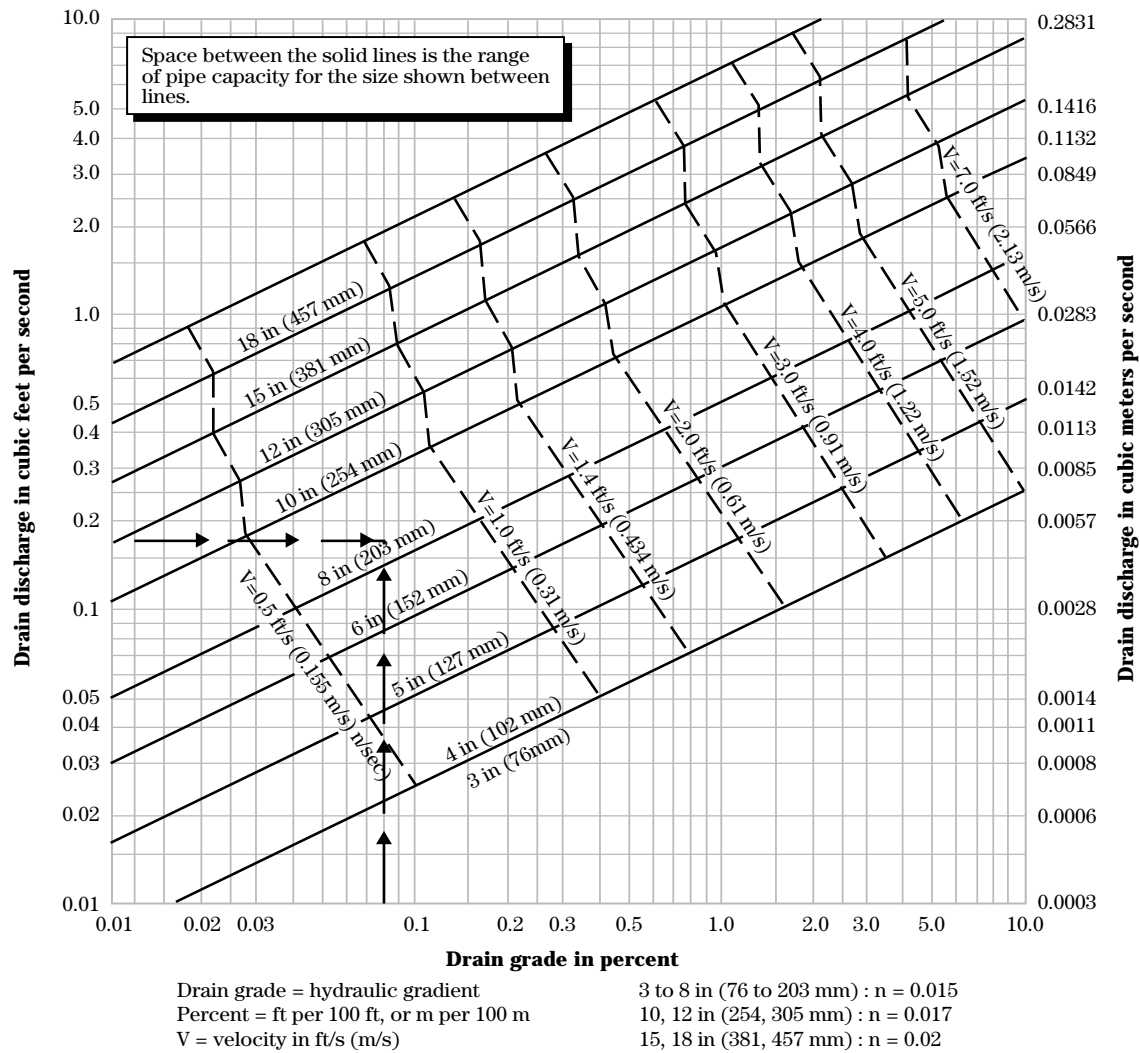 10.0
5.0
4.0
3.0
2.0
1.0
0.5
0.4
0.3
0.2
0.1
0.05
0.04
0.03
0.02
0.01
Drain discharge in cubic feet per second
Space between the solid lines is the range
of pipe capacity for the size shown between
lines.
18 in (457 mm)
15 in (381 mm)
12 in (305 mm)
10 in (254 mm)
8 in (203 mm)
6 in (152 mm)
5 in (127 mm)
4 in (102 mm)
3 in (76mm)
V=0.5 ft/s (0.155 m/s) n/sec)
V=1.0 ft/s (0.31 m/s)
V=1.4 ft/s (0.434 m/s)
V=2.0 ft/s (0.61 m/s)
V=3.0 ft/s (0.91 m/s)
V=4.0 ft/s (1.22 m/s)
V=5.0 ft/s (1.52 m/s)
V=7.0 ft/s (2.13 m/s)
0.2831
0.1416
0.1132
0.0849
0.0566
0.0283
0.0142
0.0113
0.0085
0.0057
0.0028
0.0014
0.0011
0.0008
0.0006
0.0003
Drain discharge in cubic meters per second
0.01 0.02 0.03 0.1 0.2 0.3 0.5 1.0 2.0 3.0 5.0 10.0
Drain grade in percent
Drain grade = hydraulic gradient
Percent = ft per 100 ft, or m per 100 m
V = velocity in ft/s (m/s)
3 to 8 in (76 to 203 mm) : n = 0.015
10, 12 in (254, 305 mm) : n = 0.017
15, 18 in (381, 457 mm) : n = 0.02